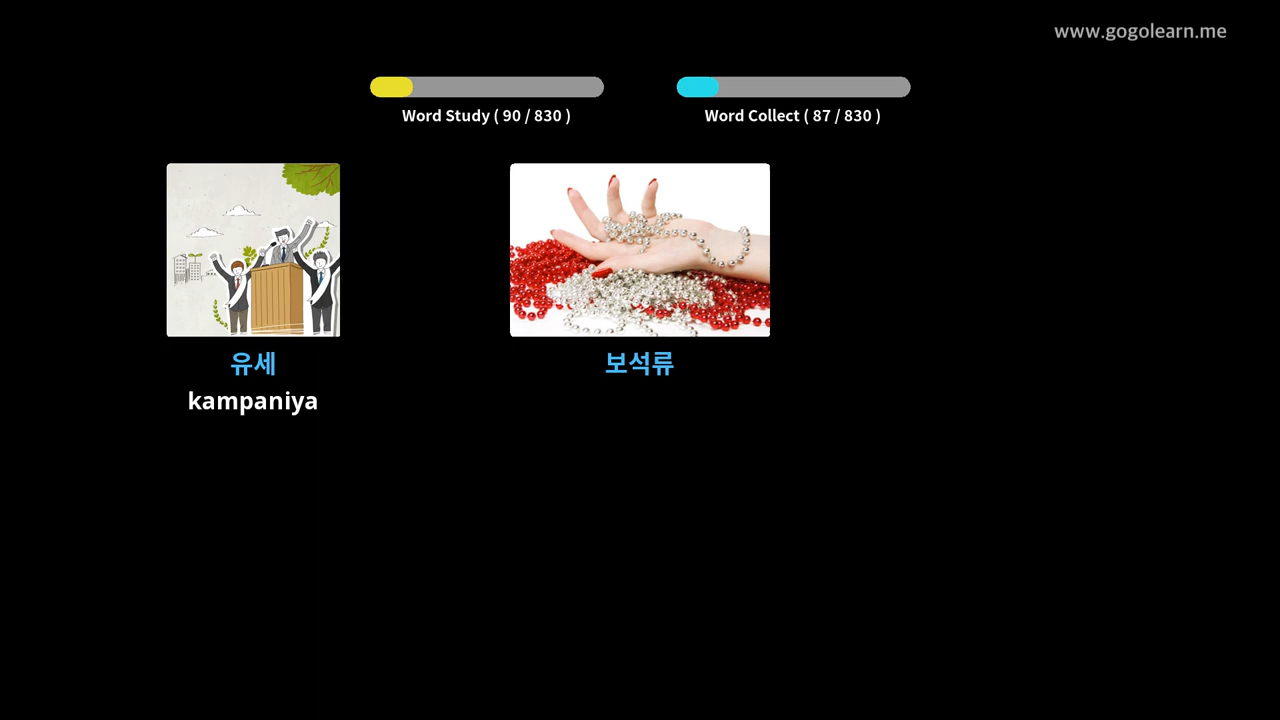 www.gogolearn.me
Word Study ( 90 / 830 )
Word Collect ( 87 / 830 )
유세
kampaniya
보석류